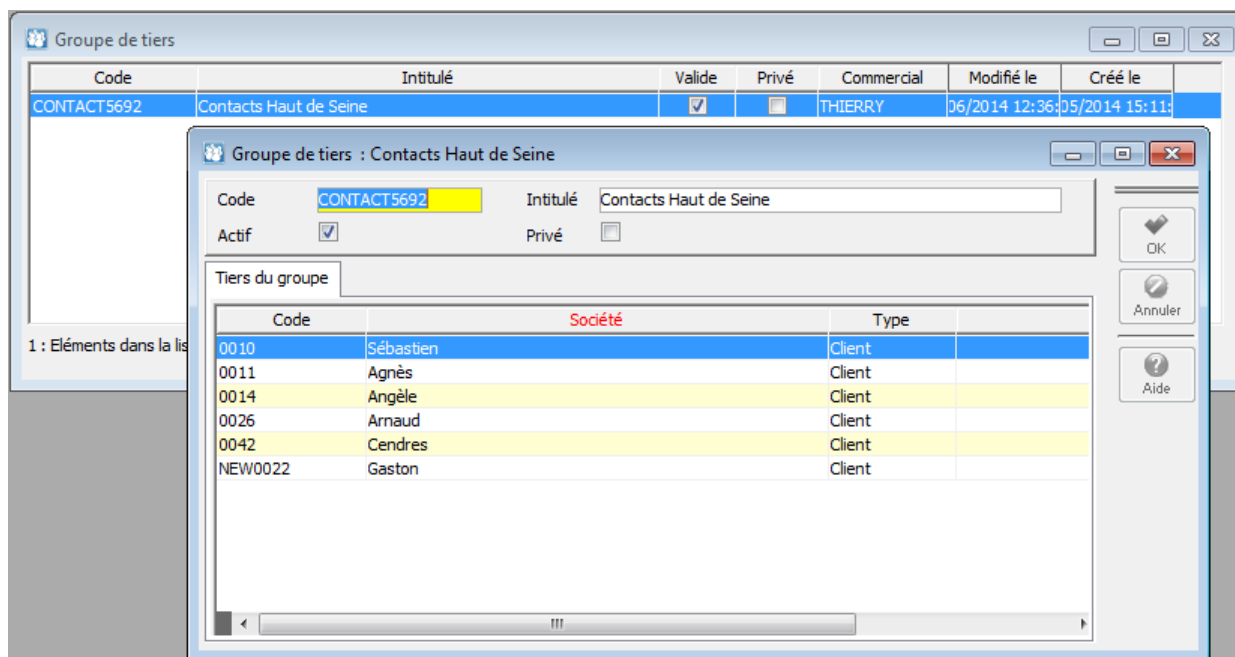 Groupe de tiers
Code Intitulé Valide Privé Commercial Modifié le Créé le
CONTACT5692 Contacts Haut de Seine THIERRY 06/2014 12:36: 05/2014 15:11:
Groupe de tiers : Contacts Haut de Seine
Code CONTACT5692 Intitulé Contacts Haut de Seine
Actif Privé
OK
Annuler
Aide
Tiers du groupe
Code Société Type
0010 Sébastien Client
0011 Agnès Client
0014 Angèle Client
0026 Arnaud Client
0042 Cendres Client
NEW0022 Gaston Client
1 : Eléments dans la lis